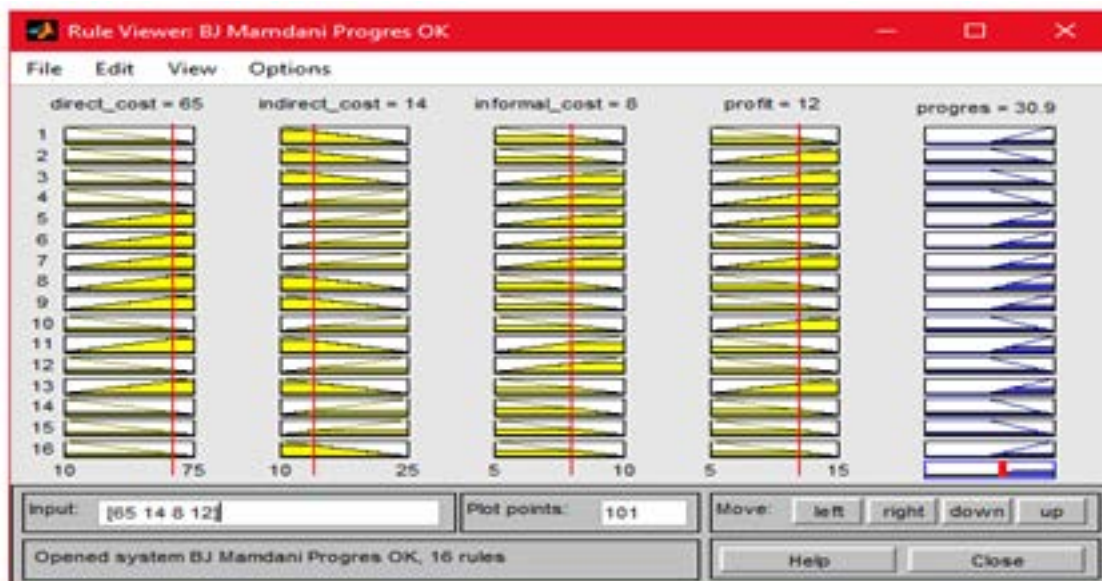 Rule Viewer: BJ Mamdani Progres OK
File Edit View Options
direct_cost = 65 indirect_cost = 14 informal_cost = 8 profit = 12 progres = 30.9
1
2
3
4
5
6
7
8
9
10
11
12
13
14
15
16
10 75 10 25 5 10 5 15
Input: [65 14 8 12] Plot points: 101 Move: left right down up
Opened system BJ Mamdani Progres OK, 16 rules Help Close